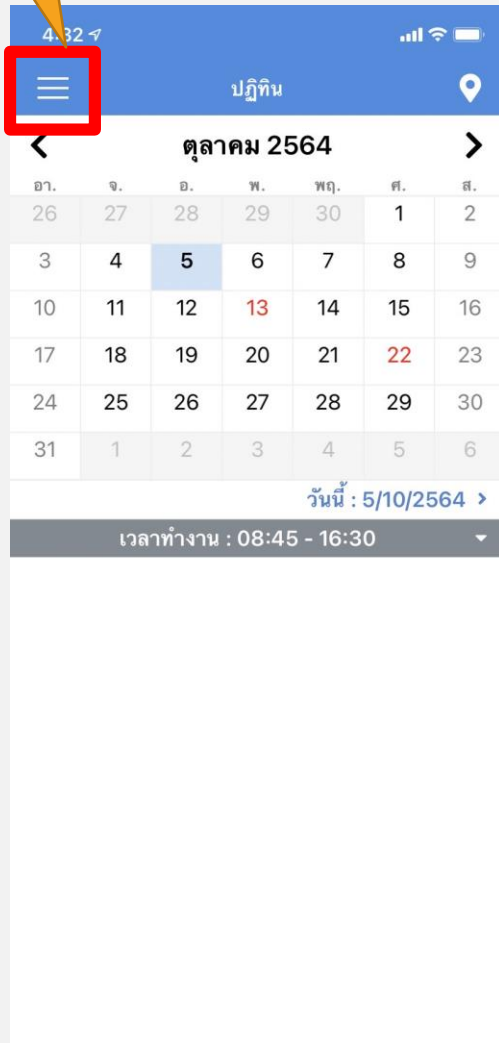 4:32
ปฏิทิน
ตุลาคม 2564
อา. จ. อ. พ. พฤ. ศ. ส.
26 27 28 29 30 1 2
3 4 5 6 7 8 9
10 11 12 13 14 15 16
17 18 19 20 21 22 23
24 25 26 27 28 29 30
31 1 2 3 4 5 6
วันนี้ : 5/10/2564 >
เวลาทำงาน : 08:45 - 16:30